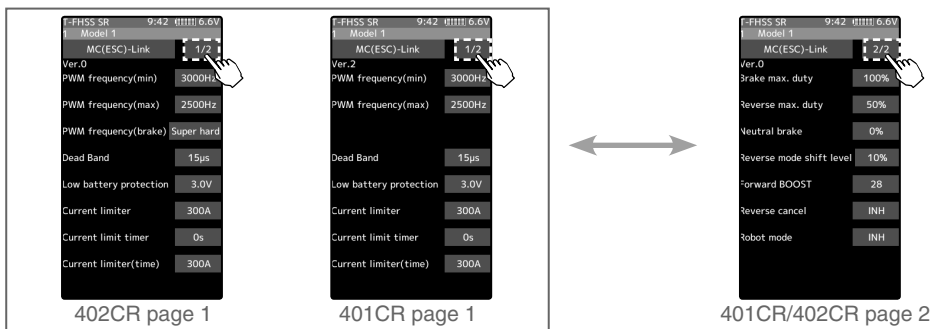 T-FHSS SR 9:42 6.6V
1 Model 1
MC(ESC)-Link 1/2
Ver.0
PWM frequency(min) 3000Hz
PWM frequency(max) 2500Hz
PWM frequency(brake) Super hard
Dead Band 15µs
Low battery protection 3.0V
Current limiter 300A
Current limit timer 0s
Current limiter(time) 300A
402CR page 1
T-FHSS SR 9:42 6.6V
1 Model 1
MC(ESC)-Link 1/2
Ver.2
PWM frequency(min) 3000Hz
PWM frequency(max) 2500Hz
Dead Band 15µs
Low battery protection 3.0V
Current limiter 300A
Current limit timer 0s
Current limiter(time) 300A
401CR page 1
T-FHSS SR 9:42 6.6V
1 Model 1
MC(ESC)-Link 2/2
Ver.0
Brake max. duty 100%
Reverse max. duty 50%
Neutral brake 0%
Reverse mode shift level 10%
Forward BOOST 28
Reverse cancel INH
Robot mode INH
401CR/402CR page 2